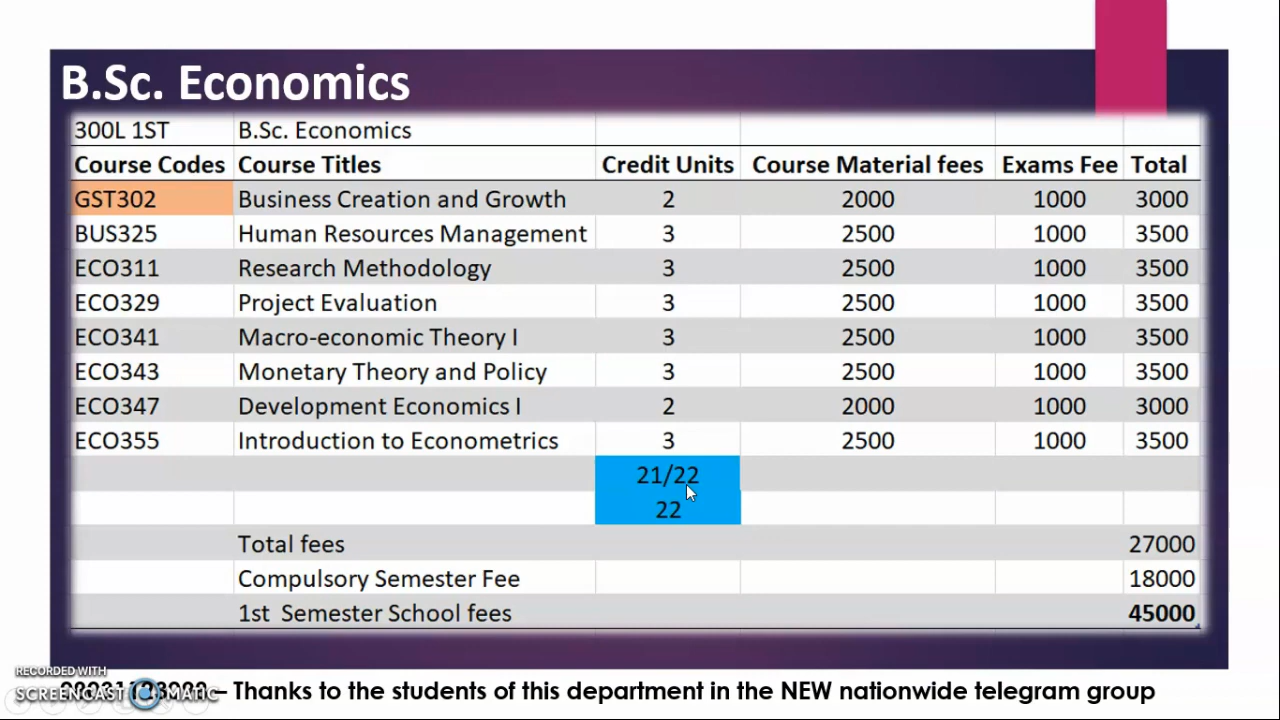 B.Sc. Economics
300L 1ST B.Sc. Economics
Course Codes Course Titles Credit Units Course Material fees Exams Fee Total
GST302 Business Creation and Growth 2 2000 1000 3000
BUS325 Human Resources Management 3 2500 1000 3500
ECO311 Research Methodology 3 2500 1000 3500
ECO329 Project Evaluation 3 2500 1000 3500
ECO341 Macro-economic Theory I 3 2500 1000 3500
ECO343 Monetary Theory and Policy 3 2500 1000 3500
ECO347 Development Economics I 2 2000 1000 3000
ECO355 Introduction to Econometrics 3 2500 1000 3500
21/22
22
Total fees 27000
Compulsory Semester Fee 18000
1st Semester School fees 45000
RECORDED WITH
SCREENCAST MATIC
– Thanks to the students of this department in the NEW nationwide telegram group